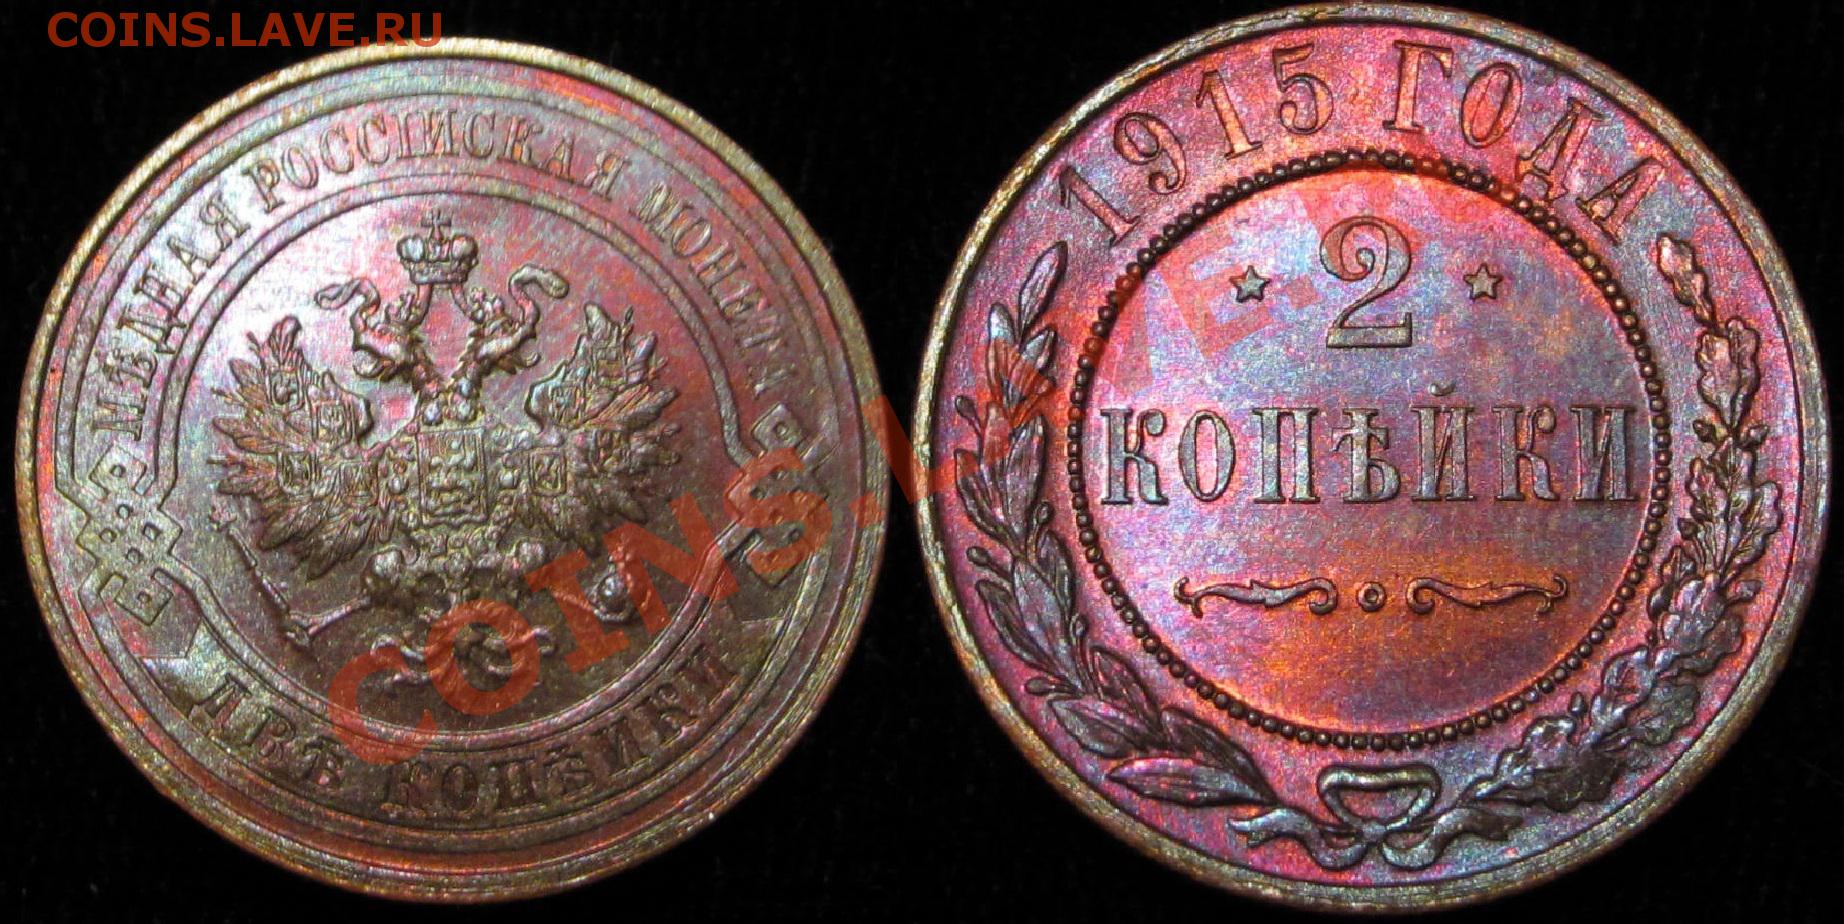 COINS.LAVE.RU
МѢДНАЯ РОССІЙСКАЯ МОНЕТА
ДВѢ КОПѢЙКИ
1915 ГОДА
2
КОПѢЙКИ
COINS.LAVE.RU